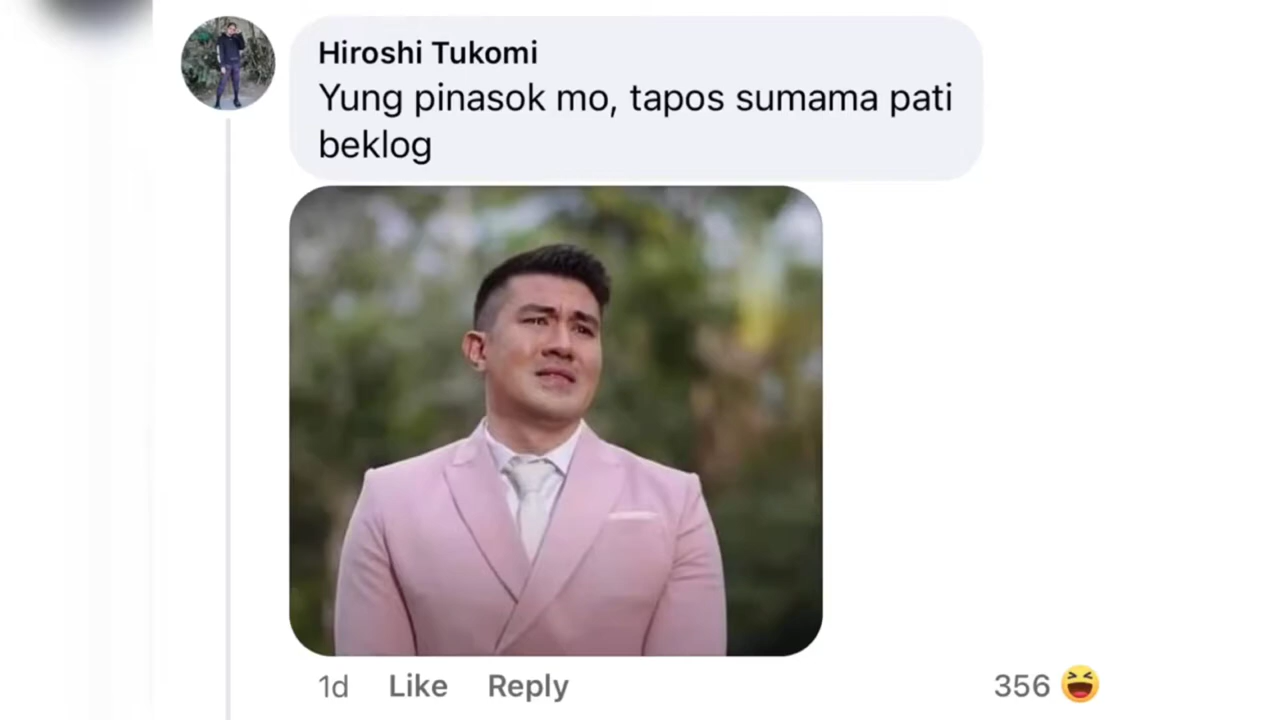 Hiroshi Tukomi
Yung pinasok mo, tapos sumama pati
beklog
1d Like Reply 356